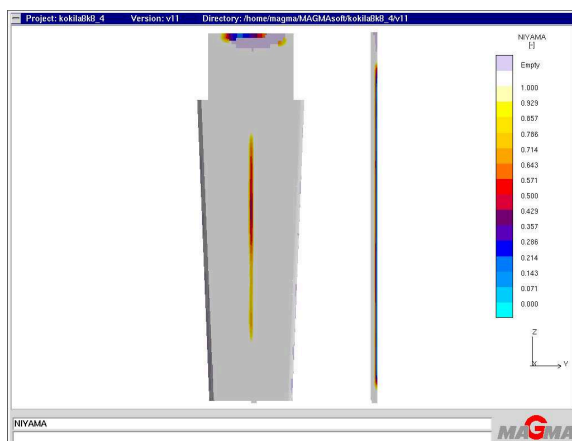 Project: kokila8k8_4 Version: v11 Directory: /home/magma/MAGMAsoft/kokila8k8_4/v11
NIYAMA
[-]
Empty
1.000
0.929
0.857
0.786
0.714
0.643
0.571
0.500
0.429
0.357
0.286
0.214
0.143
0.071
0.000
Z
X Y
NIYAMA
MAGMA